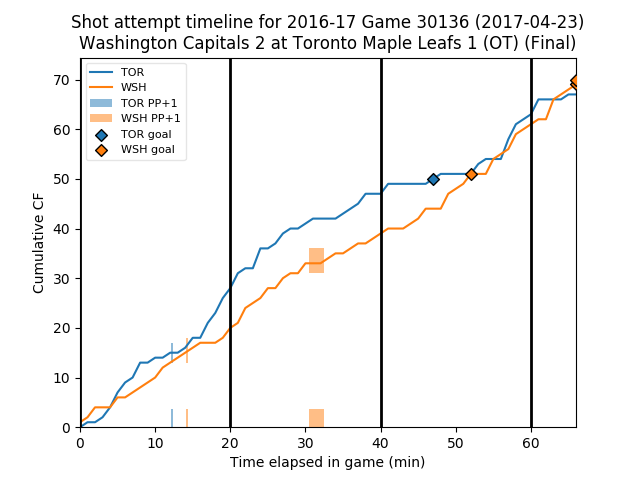 Shot attempt timeline for 2016-17 Game 30136 (2017-04-23)
Washington Capitals 2 at Toronto Maple Leafs 1 (OT) (Final)
TOR
WSH
TOR PP+1
WSH PP+1
TOR goal
WSH goal
Cumulative CF
70
60
50
40
30
20
10
0
0 10 20 30 40 50 60
Time elapsed in game (min)